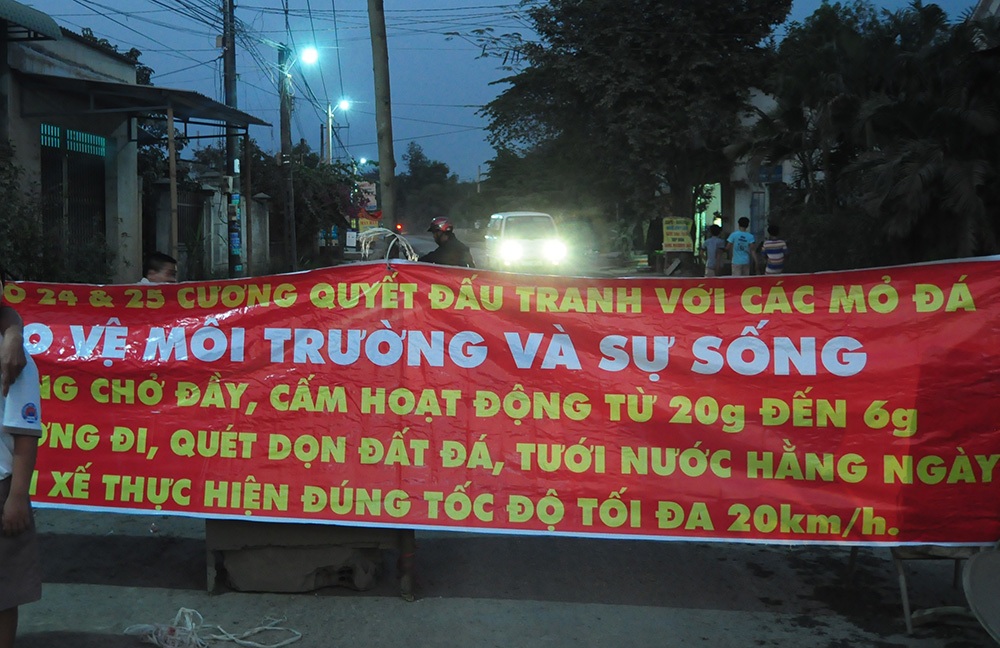 24 & 25 CƯƠNG QUYẾT ĐẤU TRANH VỚI CÁC MỎ ĐÁ
VỆ MÔI TRƯỜNG VÀ SỰ SỐNG
NG CHỞ ĐẦY, CẤM HOẠT ĐỘNG TỪ 20g ĐẾN 6g
ỜNG ĐI, QUÉT DỌN ĐẤT ĐÁ, TƯỚI NƯỚC HẰNG NGÀY
XẾ THỰC HIỆN ĐÚNG TỐC ĐỘ TỐI ĐA 20km/h.